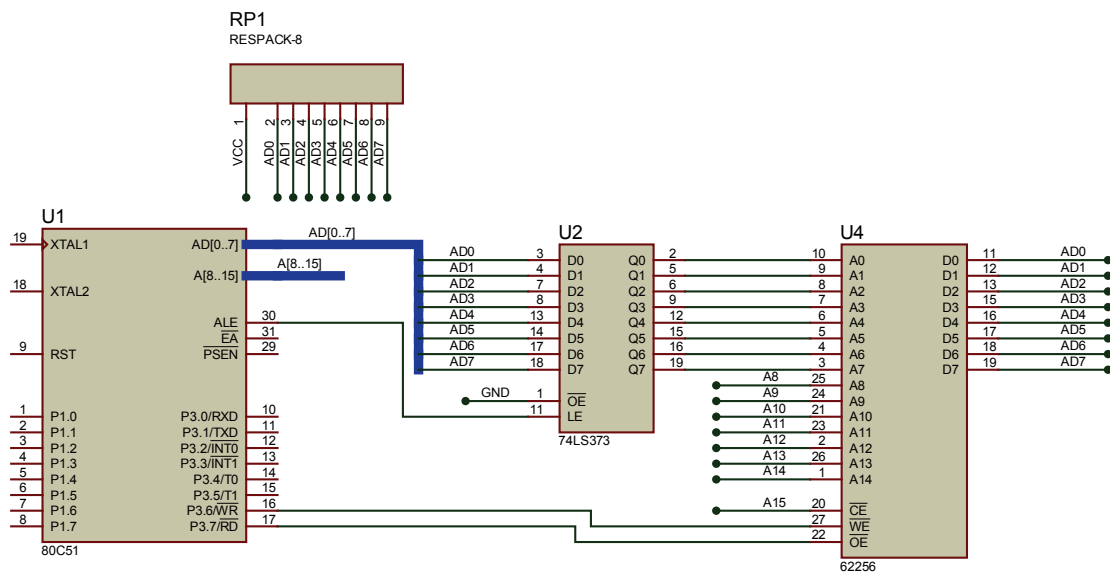 RP1
RESPACK-8
1 2 3 4 5 6 7 8 9
VCC AD0 AD1 AD2 AD3 AD4 AD5 AD6 AD7
U1
19 XTAL1
18 XTAL2
9 RST
1 P1.0
2 P1.1
3 P1.2
4 P1.3
5 P1.4
6 P1.5
7 P1.6
8 P1.7
AD[0..7] AD[0..7]
A[8..15] A[8..15]
ALE 30
EA 31
PSEN 29
P3.0/RXD 10
P3.1/TXD 11
P3.2/INT0 12
P3.3/INT1 13
P3.4/T0 14
P3.5/T1 15
P3.6/WR 16
P3.7/RD 17
80C51
U2
AD0 3 D0
AD1 4 D1
AD2 7 D2
AD3 8 D3
AD4 13 D4
AD5 14 D5
AD6 17 D6
AD7 18 D7
GND 1 OE
11 LE
Q0 2
Q1 5
Q2 6
Q3 9
Q4 12
Q5 15
Q6 16
Q7 19
74LS373
U4
10 A0
9 A1
8 A2
7 A3
6 A4
5 A5
4 A6
3 A7
A8 25 A8
A9 24 A9
A10 21 A10
A11 23 A11
A12 2 A12
A13 26 A13
A14 1 A14
A15 20 CE
27 WE
22 OE
D0 11 AD0
D1 12 AD1
D2 13 AD2
D3 15 AD3
D4 16 AD4
D5 17 AD5
D6 18 AD6
D7 19 AD7
62256